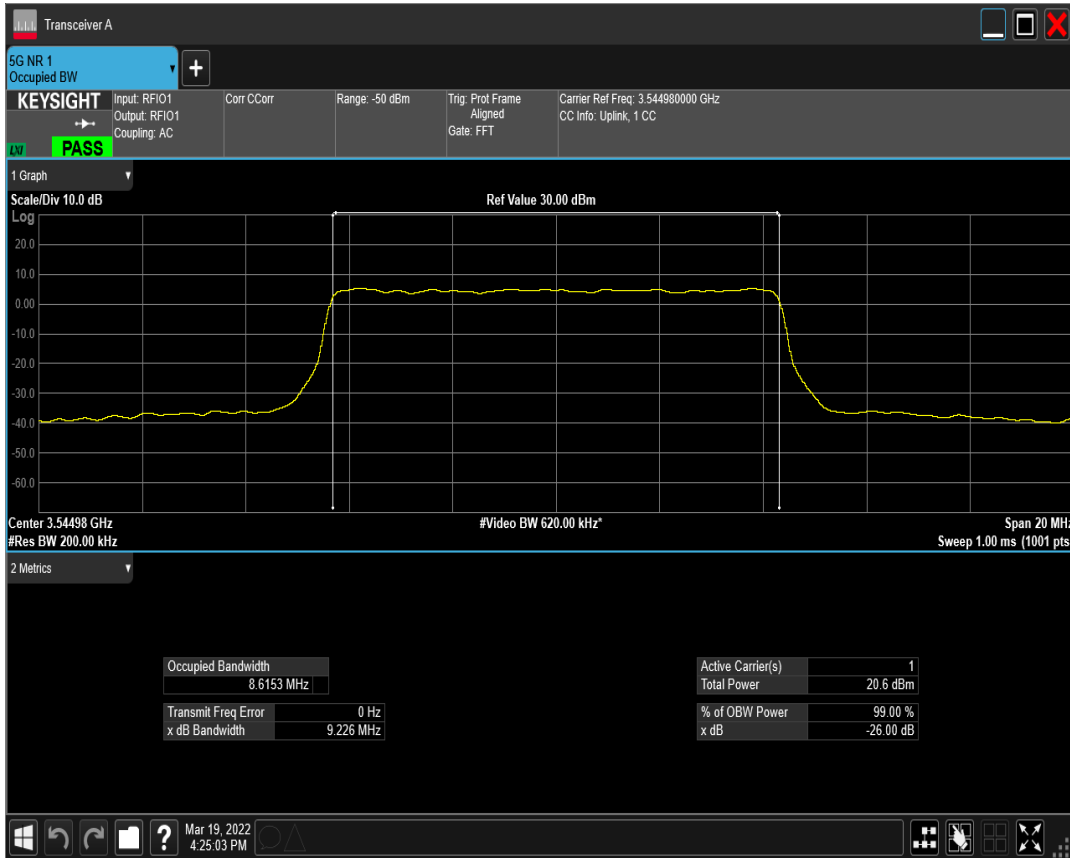 Transceiver A
5G NR 1
Occupied BW
KEYSIGHT
LXI
PASS
Input: RFIO1
Output: RFIO1
Coupling: AC
Corr CCorr
Range: -50 dBm
Trig: Prot Frame
Aligned
Gate: FFT
Carrier Ref Freq: 3.544980000 GHz
CC Info: Uplink, 1 CC
1 Graph
Scale/Div 10.0 dB
Ref Value 30.00 dBm
Log
20.0
10.0
0.00
-10.0
-20.0
-30.0
-40.0
-50.0
-60.0
Center 3.54498 GHz
#Video BW 620.00 kHz*
Span 20 MHz
#Res BW 200.00 kHz
Sweep 1.00 ms (1001 pts
2 Metrics
Occupied Bandwidth
8.6153 MHz
Transmit Freq Error 0 Hz
x dB Bandwidth 9.226 MHz
Active Carrier(s) 1
Total Power 20.6 dBm
% of OBW Power 99.00 %
x dB -26.00 dB
?
Mar 19, 2022
4:25:03 PM